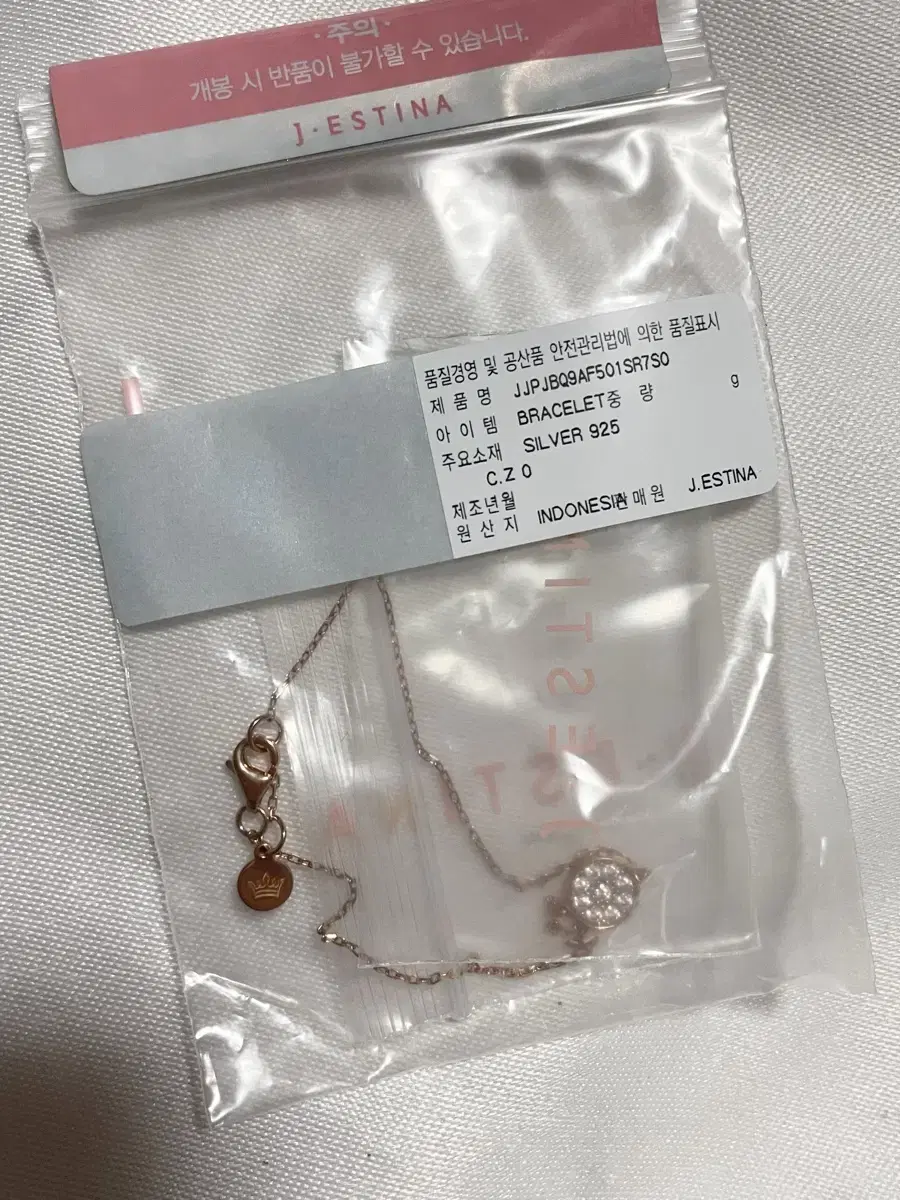 ·주의·
개봉 시 반품이 불가할 수 있습니다.
J·ESTINA
품질경영 및 공산품 안전관리법에 의한 품질표시
제 품 명 JJPJBQ9AF501SR7S0
아 이 템 BRACELET중 량 g
주요소재 SILVER 925
C.Z 0
제조년월
원 산 지 INDONESIA판매원 J.ESTINA
J·ESTINA
ESTINA